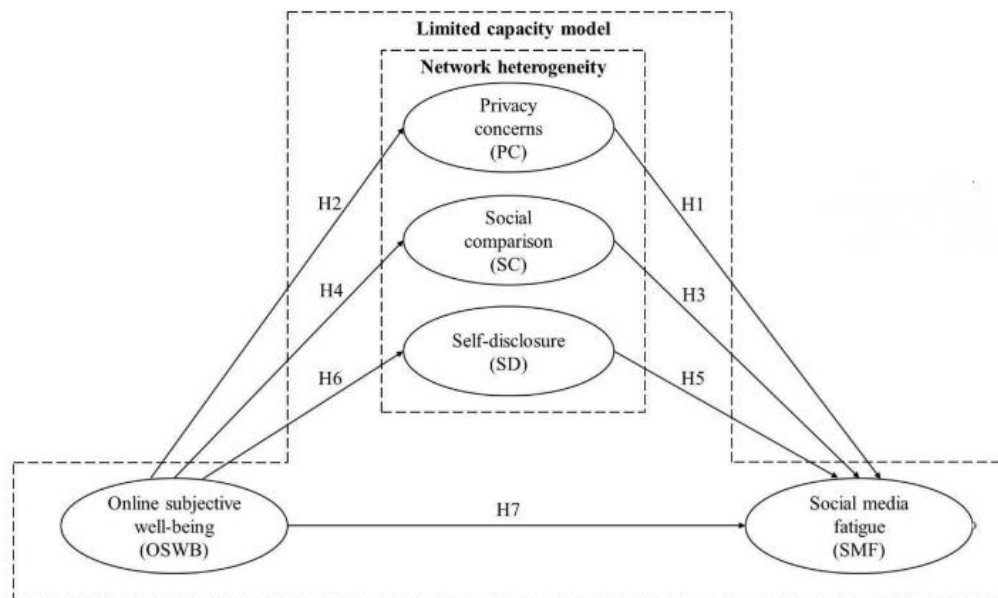 Limited capacity model
Network heterogeneity
Privacy
concerns
(PC)
H2
H1
Social
comparison
(SC)
H4
H3
Self-disclosure
(SD)
H6
H5
Online subjective
well-being
(OSWB)
H7
Social media
fatigue
(SMF)